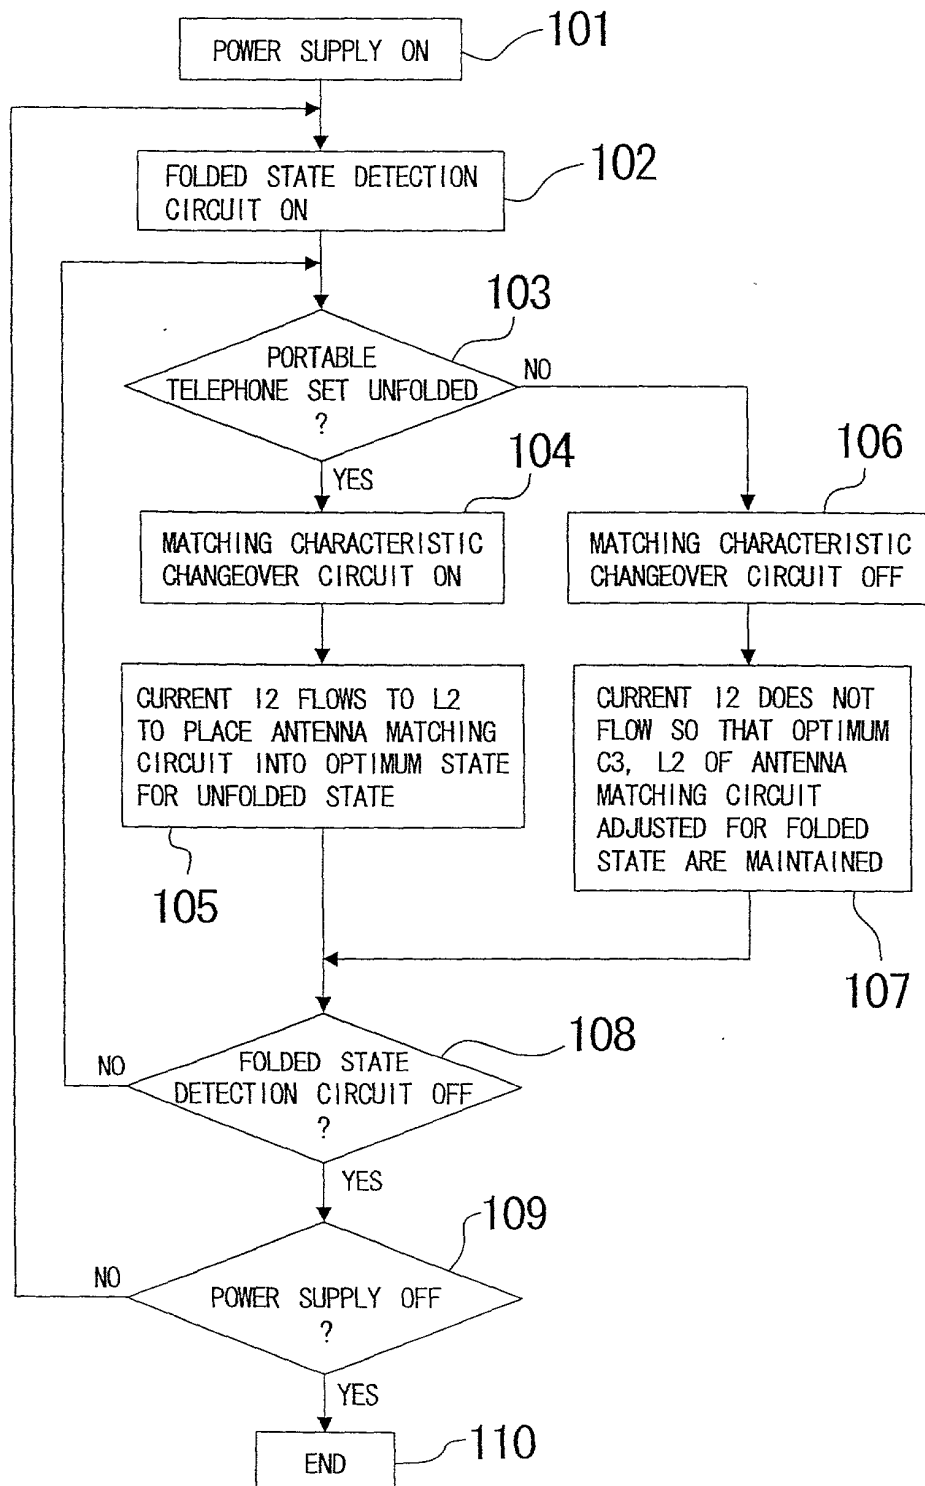 101
POWER SUPPLY ON
102
FOLDED STATE DETECTION
CIRCUIT ON
103
PORTABLE
TELEPHONE SET UNFOLDED
?
NO
YES
104
106
MATCHING CHARACTERISTIC
CHANGEOVER CIRCUIT ON
MATCHING CHARACTERISTIC
CHANGEOVER CIRCUIT OFF
CURRENT I2 FLOWS TO L2
TO PLACE ANTENNA MATCHING
CIRCUIT INTO OPTIMUM STATE
FOR UNFOLDED STATE
105
CURRENT I2 DOES NOT
FLOW SO THAT OPTIMUM
C3, L2 OF ANTENNA
MATCHING CIRCUIT
ADJUSTED FOR FOLDED
STATE ARE MAINTAINED
107
108
NO
FOLDED STATE
DETECTION CIRCUIT OFF
?
YES
109
NO
POWER SUPPLY OFF
?
YES
110
END